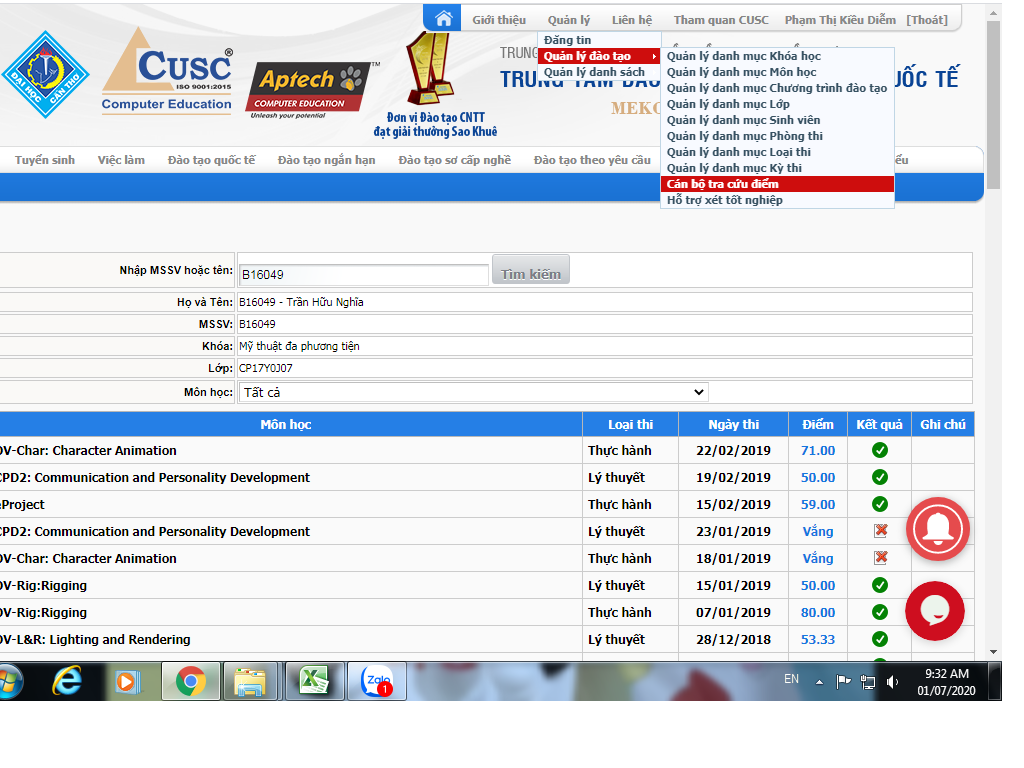 Giới thiệu Quản lý Liên hệ Tham quan CUSC Phạm Thị Kiều Diễm [Thoát]
Đăng tin
Quản lý đào tạo
Quản lý danh sách
Quản lý danh mục Khóa học
Quản lý danh mục Môn học
Quản lý danh mục Chương trình đào tạo
Quản lý danh mục Lớp
Quản lý danh mục Sinh viên
Quản lý danh mục Phòng thi
Quản lý danh mục Loại thi
Quản lý danh mục Kỳ thi
Cán bộ tra cứu điểm
Hỗ trợ xét tốt nghiệp
ĐẠI HỌC CẦN THƠ
CUSC®
ISO 9001:2015
Computer Education
Aptech TM
COMPUTER EDUCATION
Unleash your potential
Đơn vị Đào tạo CNTT
đạt giải thưởng Sao Khuê
TRUNG
TRUNG TÂM ĐÀO UỐC TẾ
MEKO
Tuyển sinh Việc làm Đào tạo quốc tế Đào tạo ngắn hạn Đào tạo sơ cấp nghề Đào tạo theo yêu cầu
Nhập MSSV hoặc tên: B16049 Tìm kiếm
Họ và Tên: B16049 - Trần Hữu Nghĩa
MSSV: B16049
Khóa: Mỹ thuật đa phương tiện
Lớp: CP17Y0J07
Môn học: Tất cả
Môn học Loại thi Ngày thi Điểm Kết quả Ghi chú
DV-Char: Character Animation Thực hành 22/02/2019 71.00
CPD2: Communication and Personality Development Lý thuyết 19/02/2019 50.00
eProject Thực hành 15/02/2019 59.00
CPD2: Communication and Personality Development Lý thuyết 23/01/2019 Vắng
DV-Char: Character Animation Thực hành 18/01/2019 Vắng
DV-Rig:Rigging Lý thuyết 15/01/2019 50.00
DV-Rig:Rigging Thực hành 07/01/2019 80.00
DV-L&R: Lighting and Rendering Lý thuyết 28/12/2018 53.33
Zalo 1
EN
9:32 AM
01/07/2020